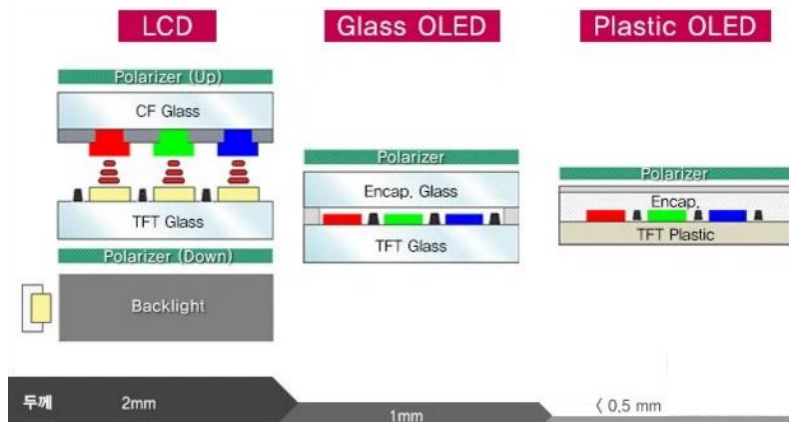 LCD
Glass OLED
Plastic OLED
Polarizer (Up)
CF Glass
TFT Glass
Polarizer (Down)
Backlight
Polarizer
Encap. Glass
TFT Glass
Polarizer
Encap.
TFT Plastic
두께
2mm
1mm
< 0.5 mm